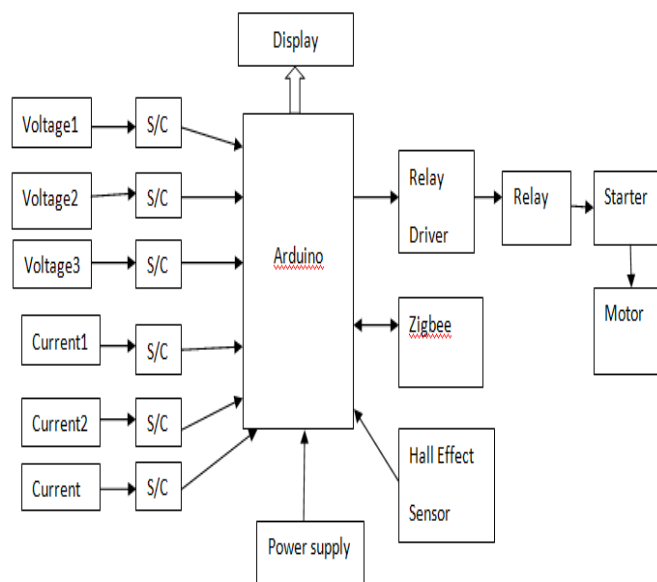 Display
Voltage1
S/C
Voltage2
S/C
Voltage3
S/C
Current1
S/C
Current2
S/C
Current
S/C
Arduino
Relay
Driver
Relay
Starter
Motor
Zigbee
Hall Effect
Sensor
Power supply